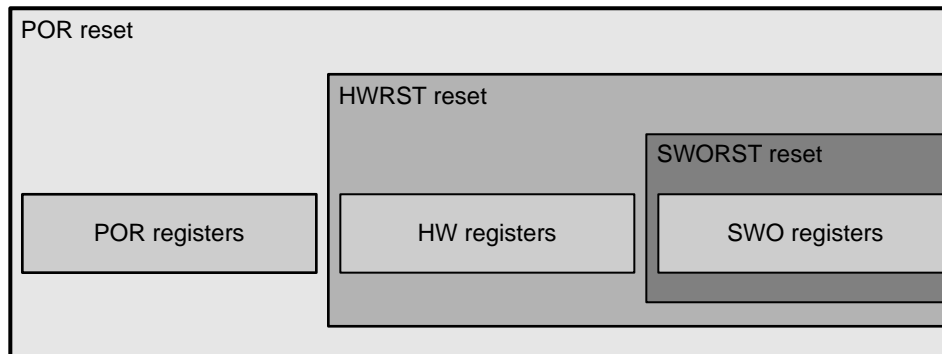 POR reset
HWRST reset
SWORST reset
POR registers
HW registers
SWO registers